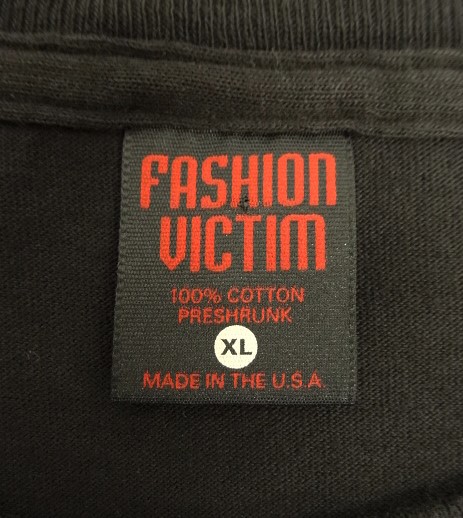 FASHION
VICTIM
100% COTTON
PRESHRUNK
XL
MADE IN THE U.S.A.